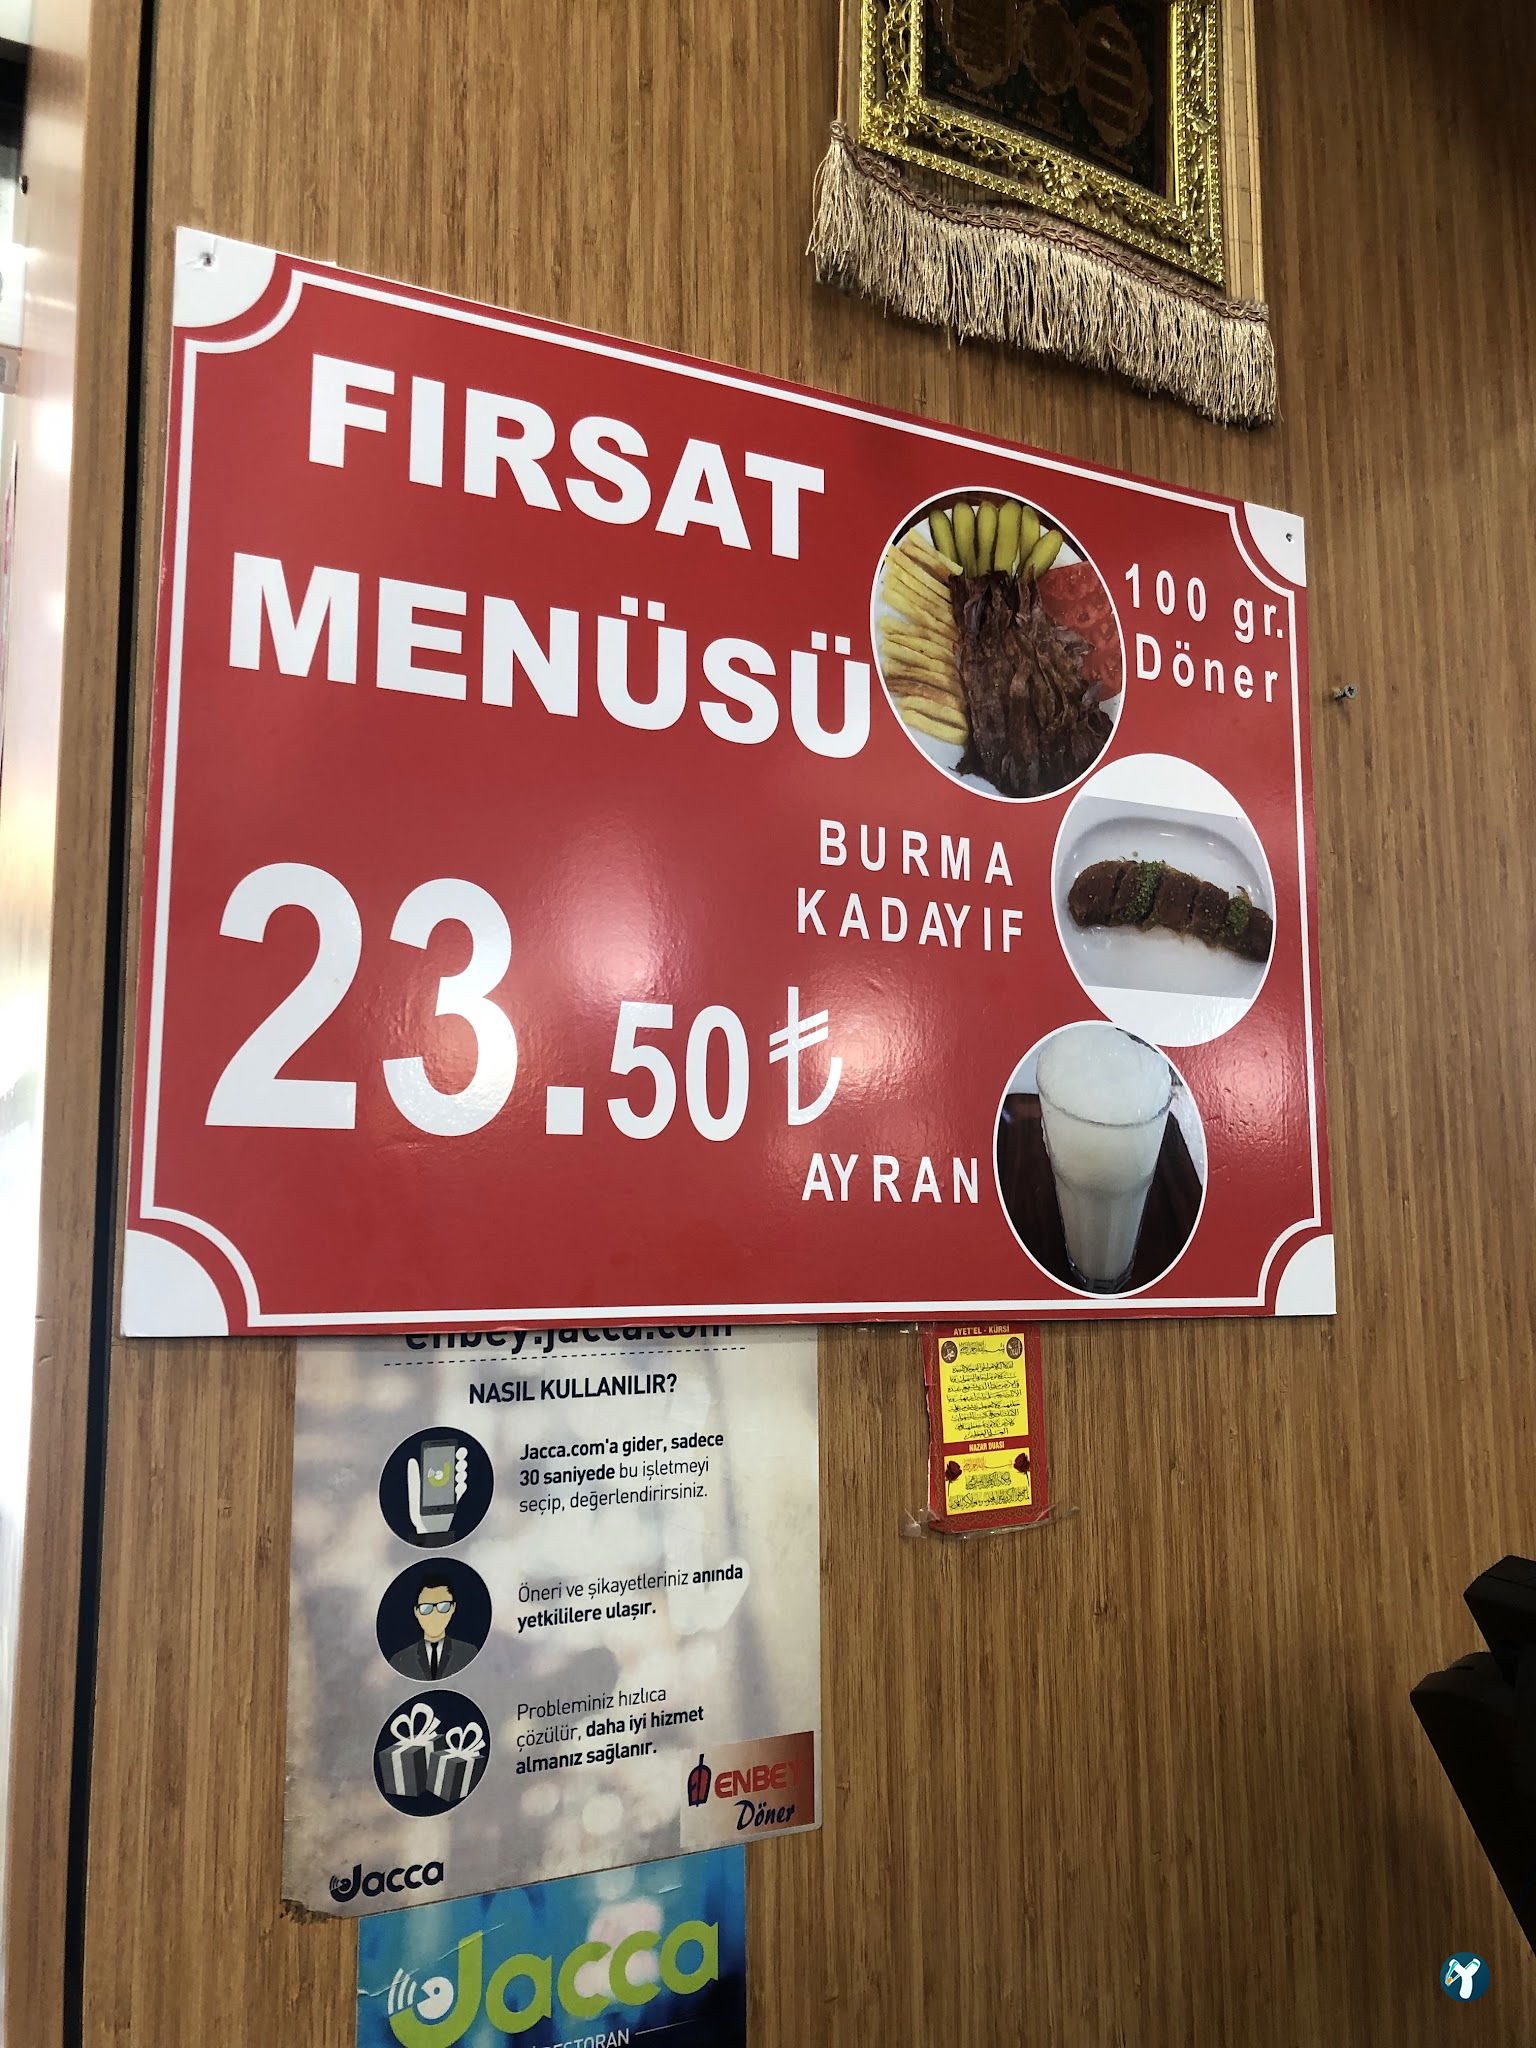 FIRSAT
MENÜSÜ
100 gr.
Döner
BURMA
KADAYIF
23.50₺
AYRAN
enbey.jacca.com
NASIL KULLANILIR?
Jacca.com'a gider, sadece
30 saniyede bu işletmeyi
seçip, değerlendirirsiniz.
Öneri ve şikayetleriniz anında
yetkililere ulaşır.
Probleminiz hızlıca
çözülür, daha iyi hizmet
almanız sağlanır.
ENBEY
Döner
Jacca
Jacca
AYET'EL - KÜRSİ
NAZAR DUASI